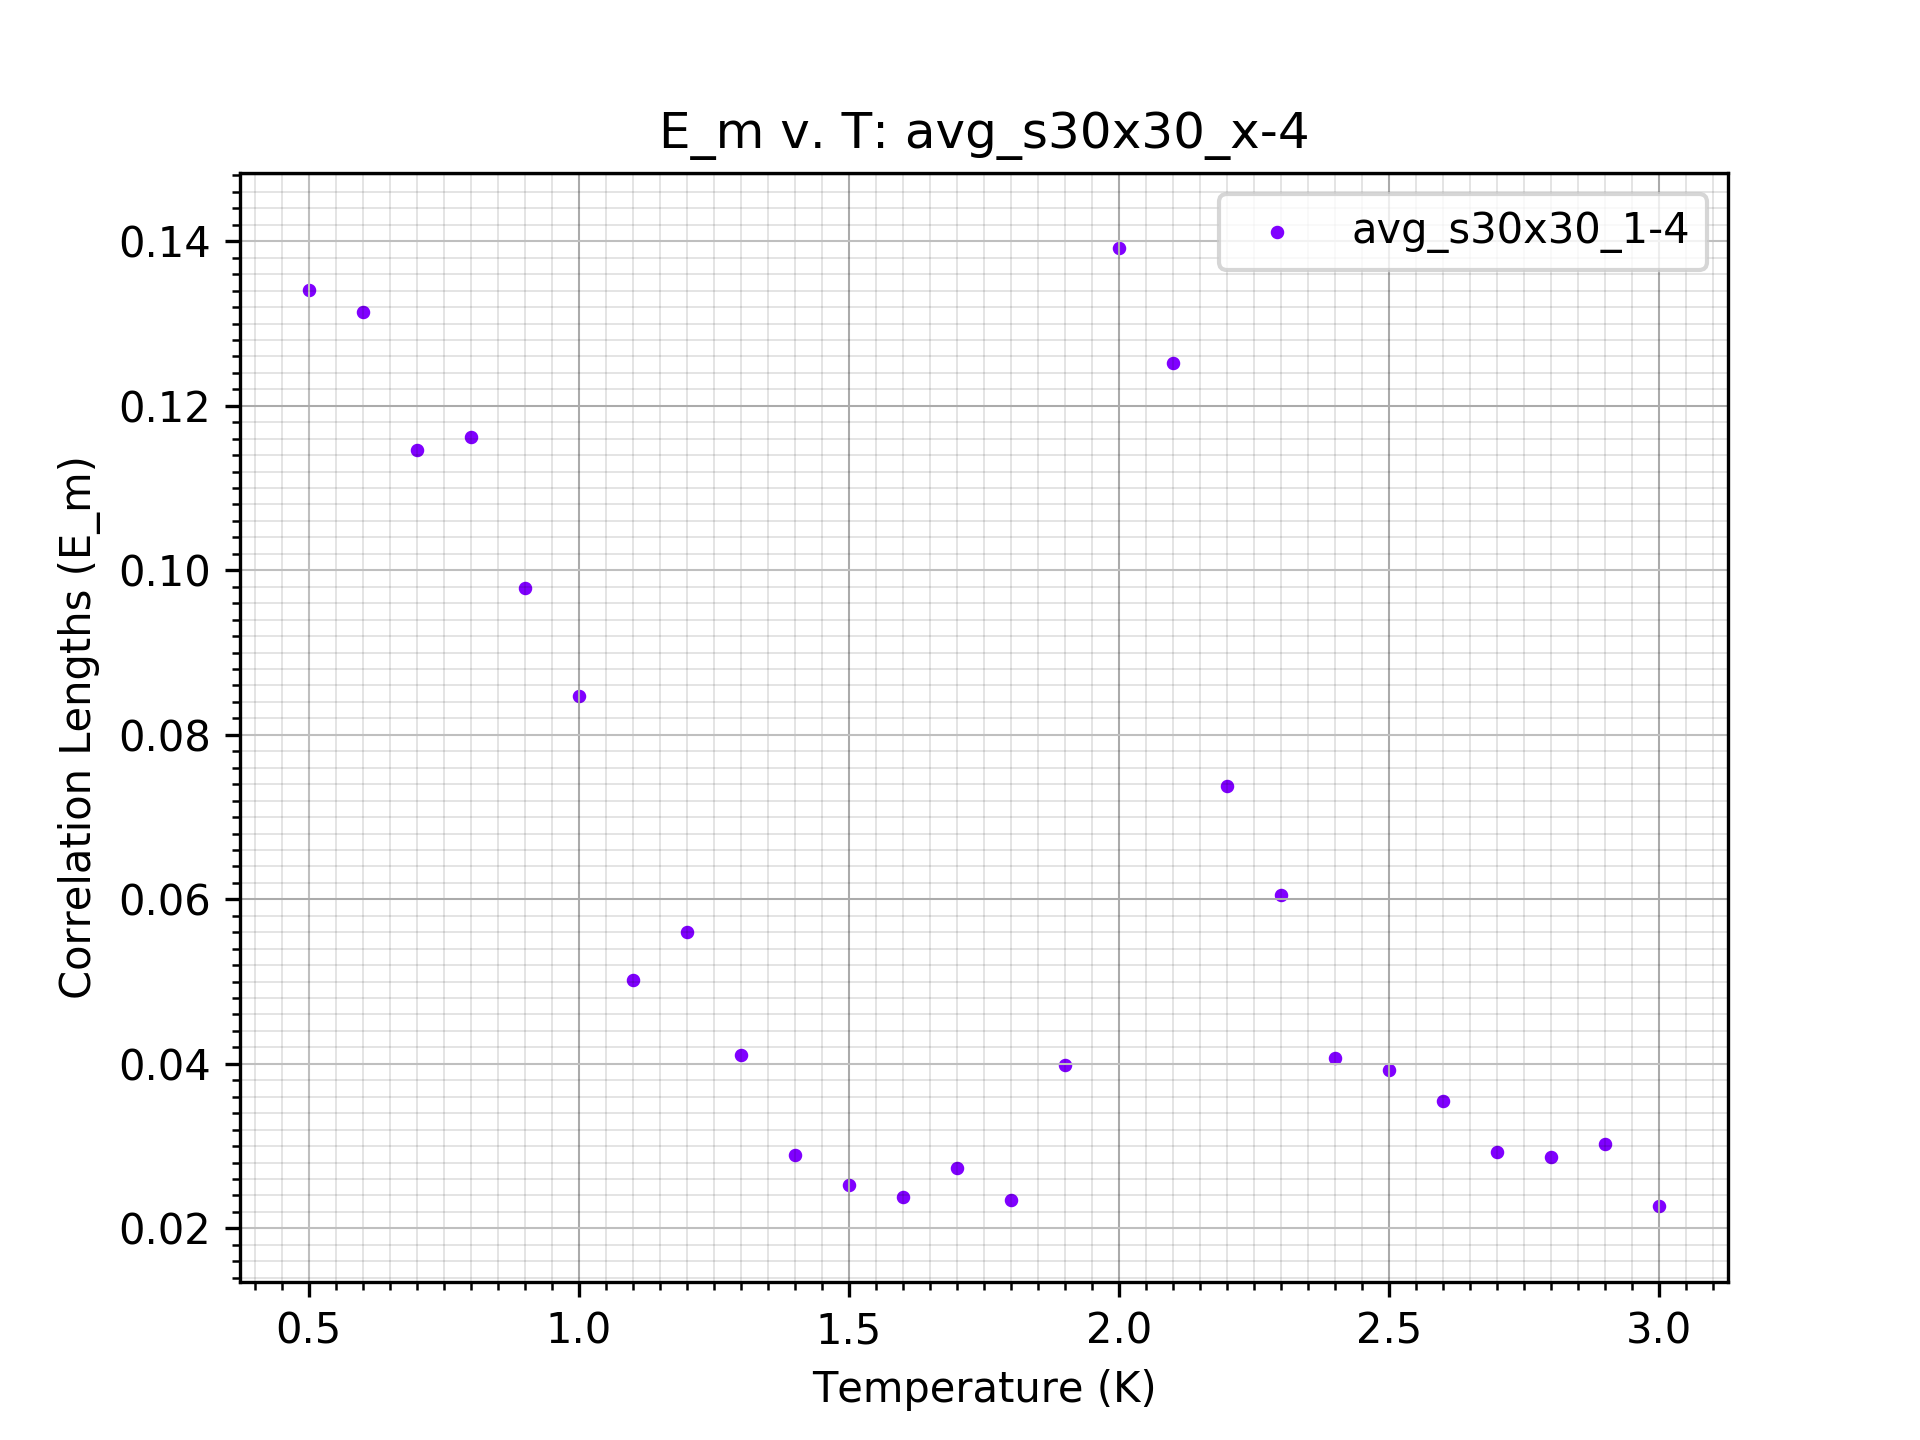 E_m v. T: avg_s30x30_x-4
avg_s30x30_1-4
0.14
0.12
0.10
0.08
0.06
0.04
0.02
Correlation Lengths (E_m)
0.5 1.0 1.5 2.0 2.5 3.0
Temperature (K)